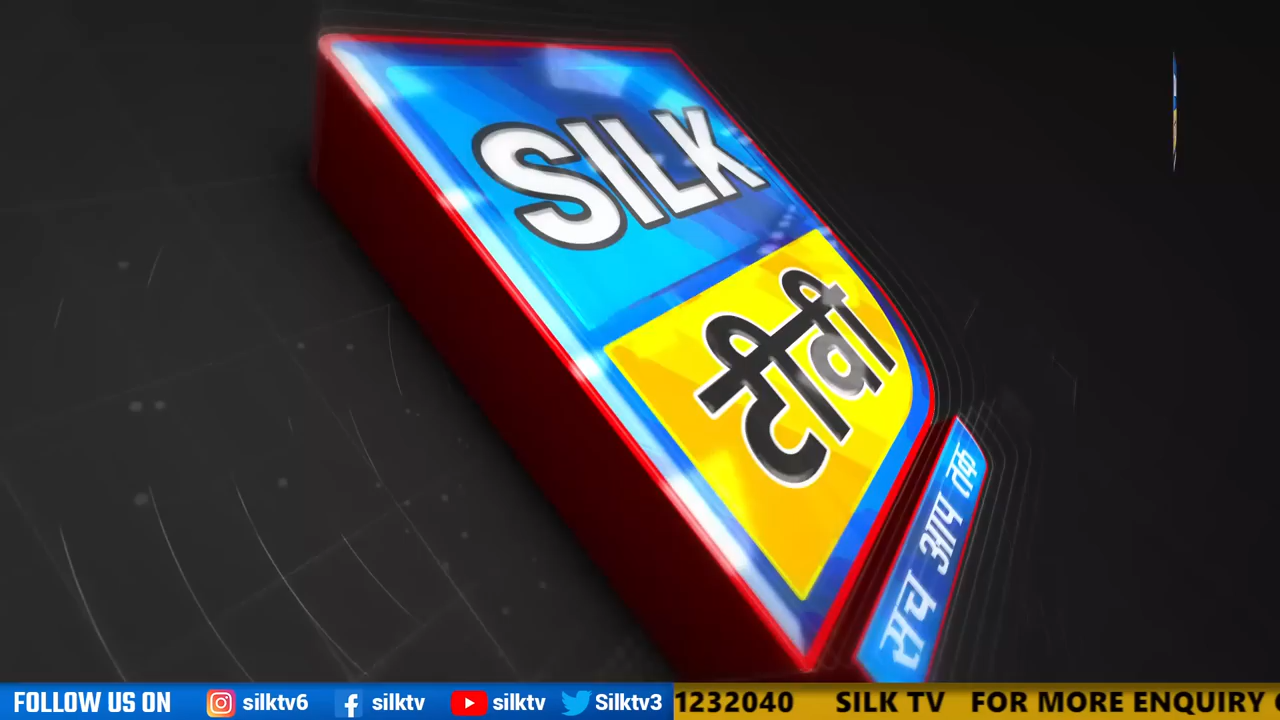 SILK
टीवी
सच आप तक
FOLLOW US ON silktv6 silktv silktv Silktv3 1232040 SILK TV FOR MORE ENQUIRY